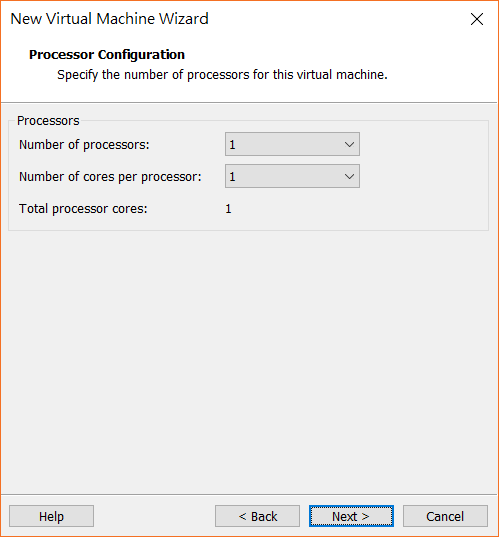 New Virtual Machine Wizard
Processor Configuration
Specify the number of processors for this virtual machine.
Processors
Number of processors: 1
Number of cores per processor: 1
Total processor cores: 1
Help < Back Next > Cancel